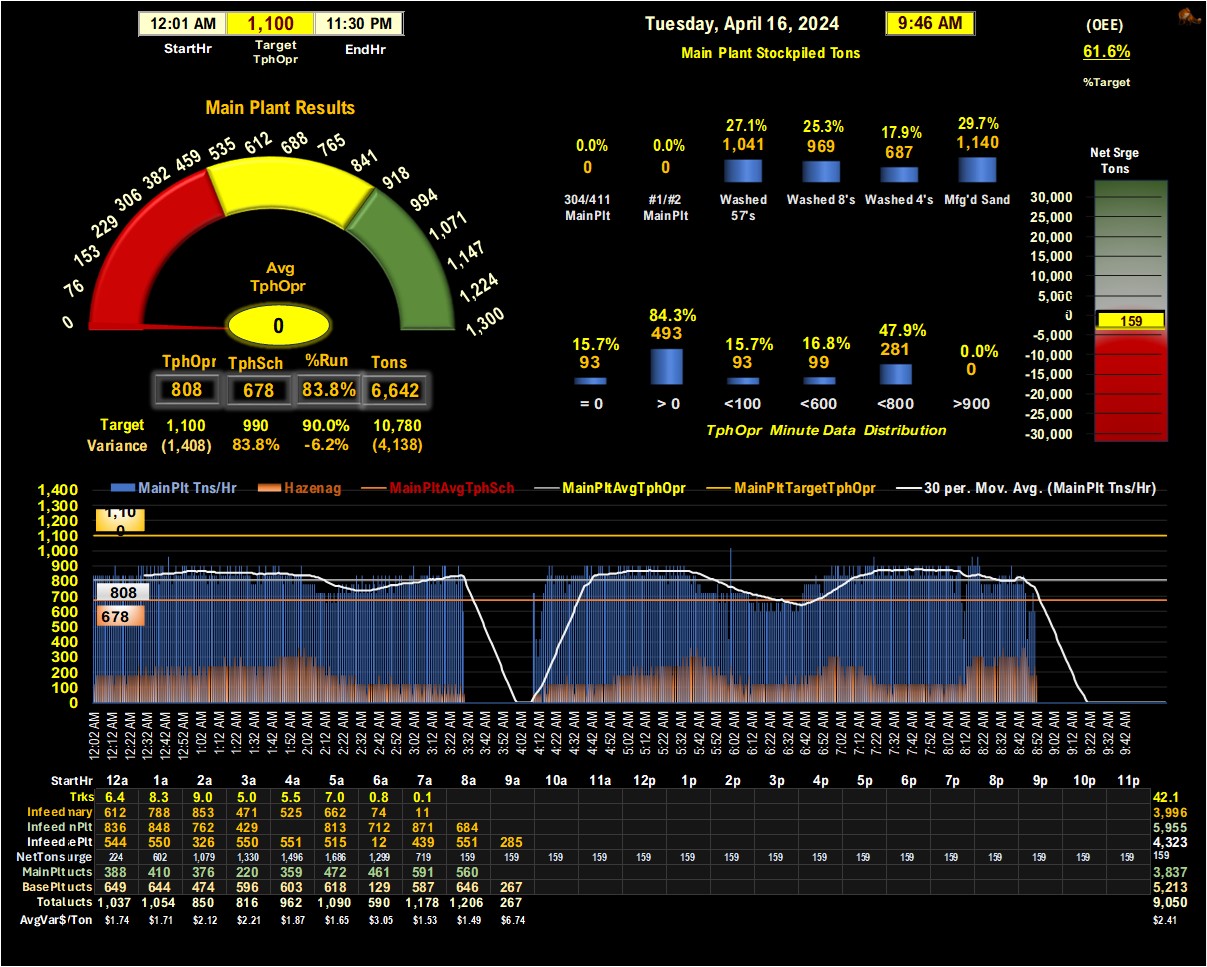 12:01 AM 1,100 11:30 PM
StartHr Target TphOpr EndHr
Tuesday, April 16, 2024 9:46 AM
Main Plant Stockpiled Tons
(OEE)
61.6%
%Target
Main Plant Results
0 76 153 229 306 382 459 535 612 688 765 841 918 994 1,071 1,147 1,224 1,300
Avg
TphOpr
0
TphOpr TphSch %Run Tons
808 678 83.8% 6,642
Target 1,100 990 90.0% 10,780
Variance (1,408) 83.8% -6.2% (4,138)
0.0% 0.0% 27.1% 25.3% 17.9% 29.7%
0 0 1,041 969 687 1,140
304/411 #1/#2 Washed Washed 8's Washed 4's Mfg'd Sand
MainPlt MainPlt 57's
15.7% 84.3% 15.7% 16.8% 47.9% 0.0%
93 493 93 99 281 0
= 0 > 0 <100 <600 <800 >900
TphOpr Minute Data Distribution
Net Srge
Tons
30,000
25,000
20,000
15,000
10,000
5,000
0
159
-5,000
-10,000
-15,000
-20,000
-25,000
-30,000
MainPlt Tns/Hr Hazenag MainPltAvgTphSch MainPltAvgTphOpr MainPltTargetTphOpr 30 per. Mov. Avg. (MainPlt Tns/Hr)
1,400
1,300
1,200
1,100
1,000
900
800
700
600
500
400
300
200
100
0
1,100
808
678
12:02 AM 12:12 AM 12:22 AM 12:32 AM 12:42 AM 12:52 AM 1:02 AM 1:12 AM 1:22 AM 1:32 AM 1:42 AM 1:52 AM 2:02 AM 2:12 AM 2:22 AM 2:32 AM 2:42 AM 2:52 AM 3:02 AM 3:12 AM 3:22 AM 3:32 AM 3:42 AM 3:52 AM 4:02 AM 4:12 AM 4:22 AM 4:32 AM 4:42 AM 4:52 AM 5:02 AM 5:12 AM 5:22 AM 5:32 AM 5:42 AM 5:52 AM 6:02 AM 6:12 AM 6:22 AM 6:32 AM 6:42 AM 6:52 AM 7:02 AM 7:12 AM 7:22 AM 7:32 AM 7:42 AM 7:52 AM 8:02 AM 8:12 AM 8:22 AM 8:32 AM 8:42 AM 8:52 AM 9:02 AM 9:12 AM 9:22 AM 9:32 AM 9:42 AM
StartHr 12a 1a 2a 3a 4a 5a 6a 7a 8a 9a 10a 11a 12p 1p 2p 3p 4p 5p 6p 7p 8p 9p 10p 11p
Trks 6.4 8.3 9.0 5.0 5.5 7.0 0.8 0.1 42.1
Infeed mary 612 788 853 471 525 662 74 11 3,996
Infeed nPlt 836 848 762 429 813 712 871 684 5,955
Infeed ePlt 544 550 326 550 551 515 12 439 551 285 4,323
NetTons urge 224 602 1,079 1,330 1,496 1,686 1,299 719 159 159 159 159 159 159 159 159 159 159 159 159 159 159 159 159 159
MainPlt ucts 388 410 376 220 359 472 461 591 560 3,837
BasePlt ucts 649 644 474 596 603 618 129 587 646 267 5,213
Total ucts 1,037 1,054 850 816 962 1,090 590 1,178 1,206 267 9,050
AvgVar$/Ton $1.74 $1.71 $2.12 $2.21 $1.87 $1.65 $3.05 $1.53 $1.49 $6.74 $2.41